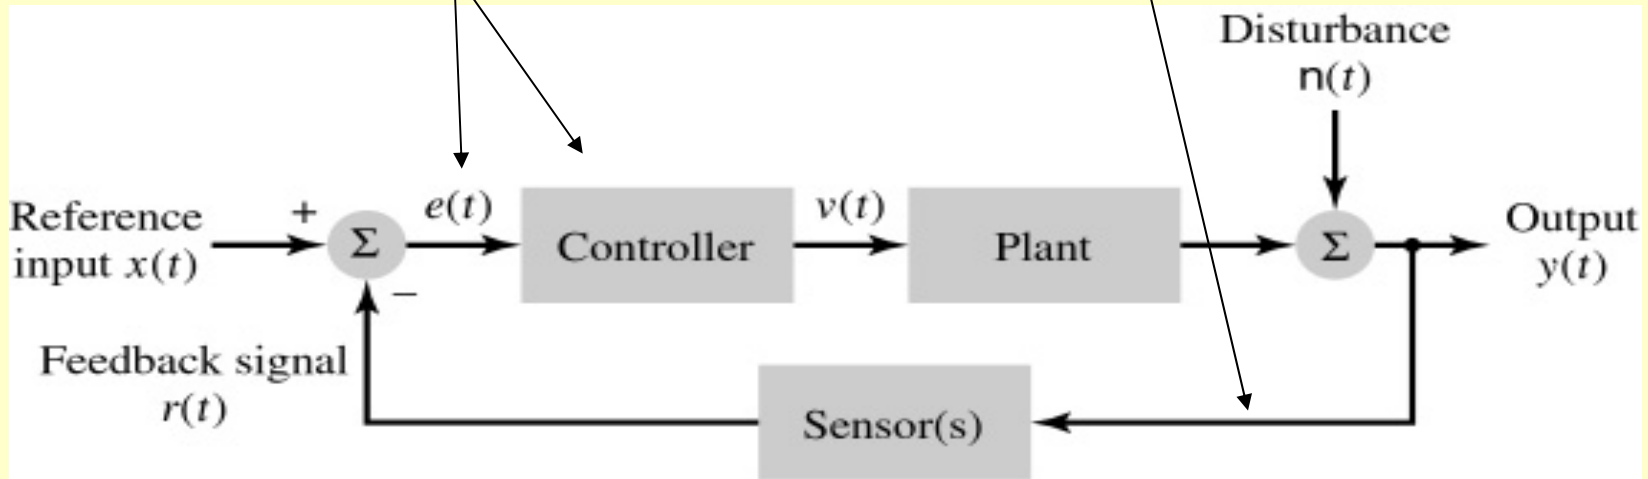 Disturbance
n(t)
Reference
input x(t)
+
Σ
e(t)
Controller
v(t)
Plant
Σ
Output
y(t)
−
Feedback signal
r(t)
Sensor(s)